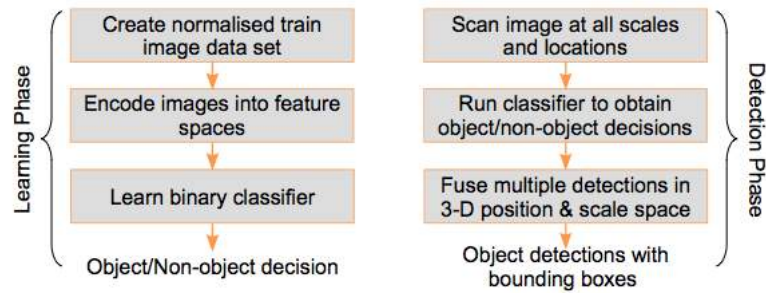 Learning Phase
Create normalised train
image data set
Encode images into feature
spaces
Learn binary classifier
Object/Non-object decision
Scan image at all scales
and locations
Run classifier to obtain
object/non-object decisions
Fuse multiple detections in
3-D position & scale space
Object detections with
bounding boxes
Detection Phase